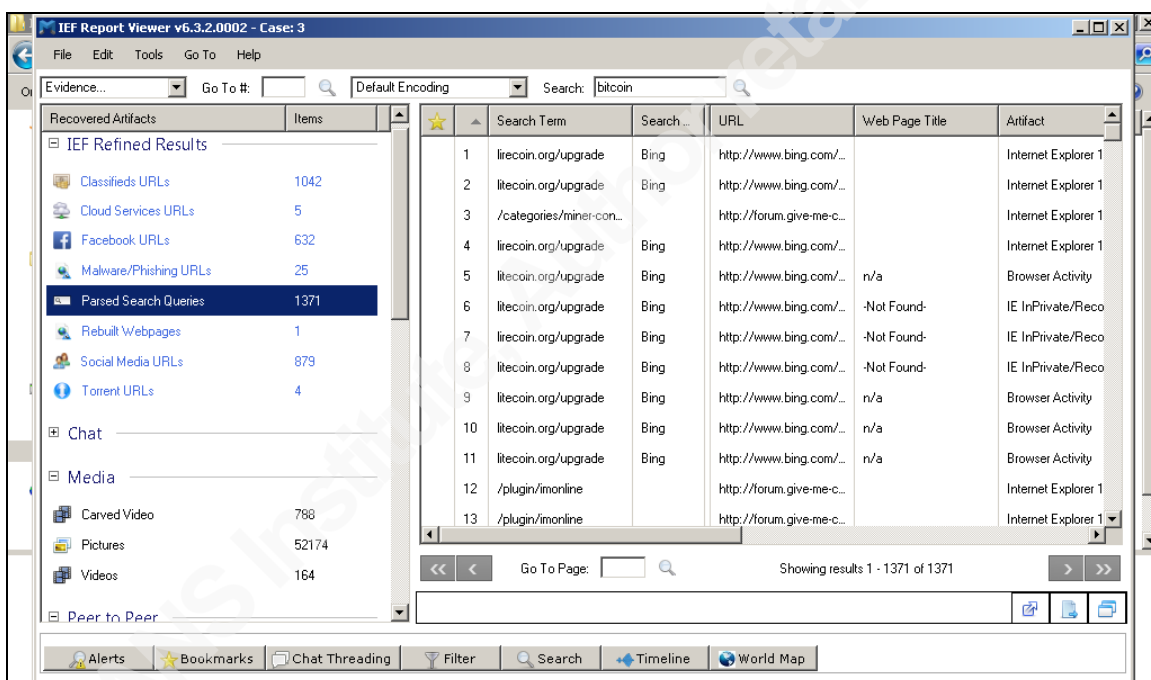 IEF Report Viewer v6.3.2.0002 - Case: 3
File Edit Tools Go To Help
Evidence... Go To #: Default Encoding Search: bitcoin
Recovered Artifacts Items
IEF Refined Results
Classifieds URLs 1042
Cloud Services URLs 5
Facebook URLs 632
Malware/Phishing URLs 25
Parsed Search Queries 1371
Rebuilt Webpages 1
Social Media URLs 879
Torrent URLs 4
Chat
Media
Carved Video 788
Pictures 52174
Videos 164
Peer to Peer
Search Term Search ... URL Web Page Title Artifact
1 lirecoin.org/upgrade Bing http://www.bing.com/... Internet Explorer 1
2 litecoin.org/upgrade Bing http://www.bing.com/... Internet Explorer 1
3 /categories/miner-con... http://forum.give-me-c... Internet Explorer 1
4 lirecoin.org/upgrade Bing http://www.bing.com/... Internet Explorer 1
5 litecoin.org/upgrade Bing http://www.bing.com/... n/a Browser Activity
6 litecoin.org/upgrade Bing http://www.bing.com/... -Not Found- IE InPrivate/Reco
7 lirecoin.org/upgrade Bing http://www.bing.com/... -Not Found- IE InPrivate/Reco
8 litecoin.org/upgrade Bing http://www.bing.com/... -Not Found- IE InPrivate/Reco
9 litecoin.org/upgrade Bing http://www.bing.com/... n/a Browser Activity
10 litecoin.org/upgrade Bing http://www.bing.com/... n/a Browser Activity
11 litecoin.org/upgrade Bing http://www.bing.com/... n/a Browser Activity
12 /plugin/imonline http://forum.give-me-c... Internet Explorer 1
13 /plugin/imonline http://forum.give-me-c... Internet Explorer 1
<< < Go To Page: Showing results 1 - 1371 of 1371 > >>
Alerts Bookmarks Chat Threading Filter Search Timeline World Map
ANS Institute, Author reta